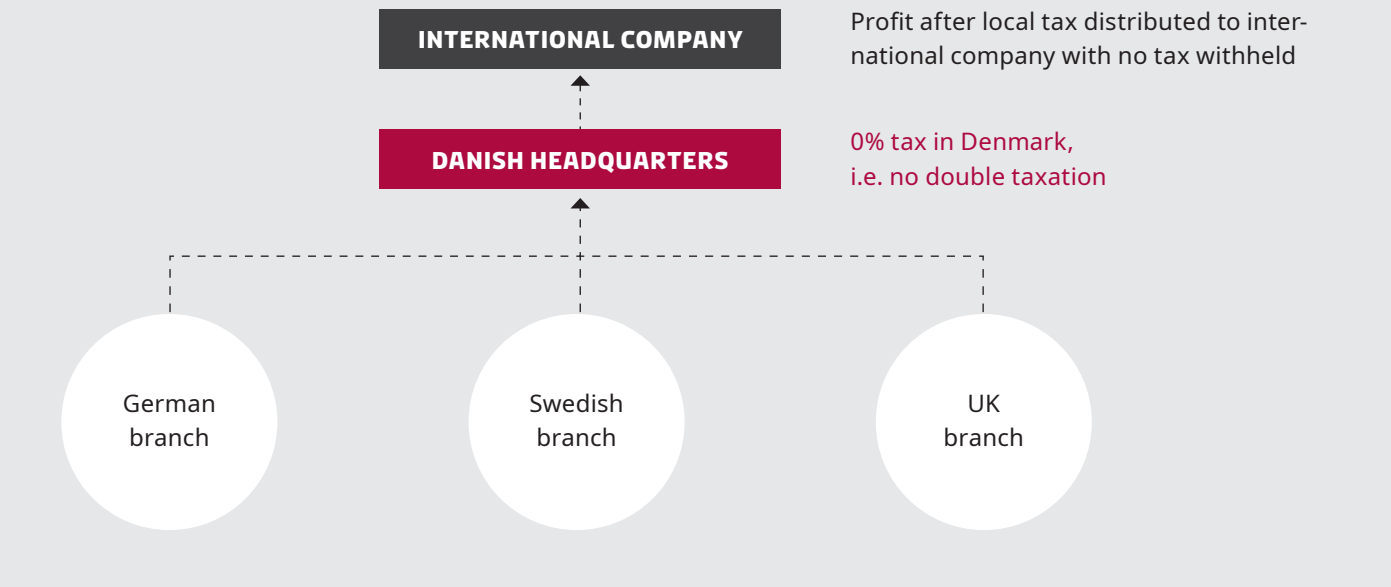 INTERNATIONAL COMPANY
Profit after local tax distributed to inter-
national company with no tax withheld
DANISH HEADQUARTERS
0% tax in Denmark,
i.e. no double taxation
German
branch
Swedish
branch
UK
branch